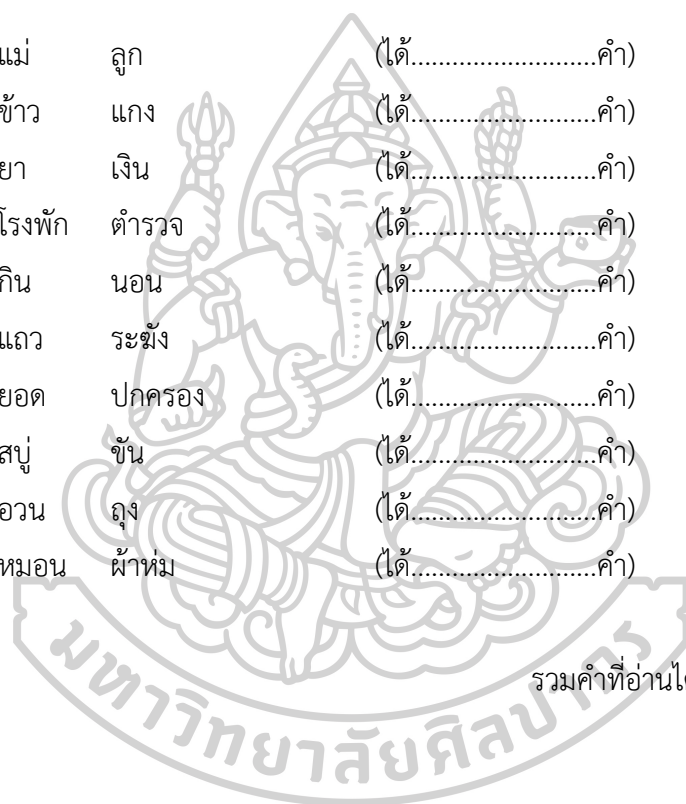 แม่ ลูก (ได้...........................คำ)
ข้าว แกง (ได้...........................คำ)
ยา เงิน (ได้...........................คำ)
โรงพัก ตำรวจ (ได้...........................คำ)
กิน นอน (ได้...........................คำ)
แถว ระฆัง (ได้...........................คำ)
ยอด ปกครอง (ได้...........................คำ)
สบู่ ขัน (ได้...........................คำ)
อวน ถุง (ได้...........................คำ)
หมอน ผ้าห่ม (ได้...........................คำ)
รวมคำที่อ่านได
มหาวิทยาลัยศิลปากร